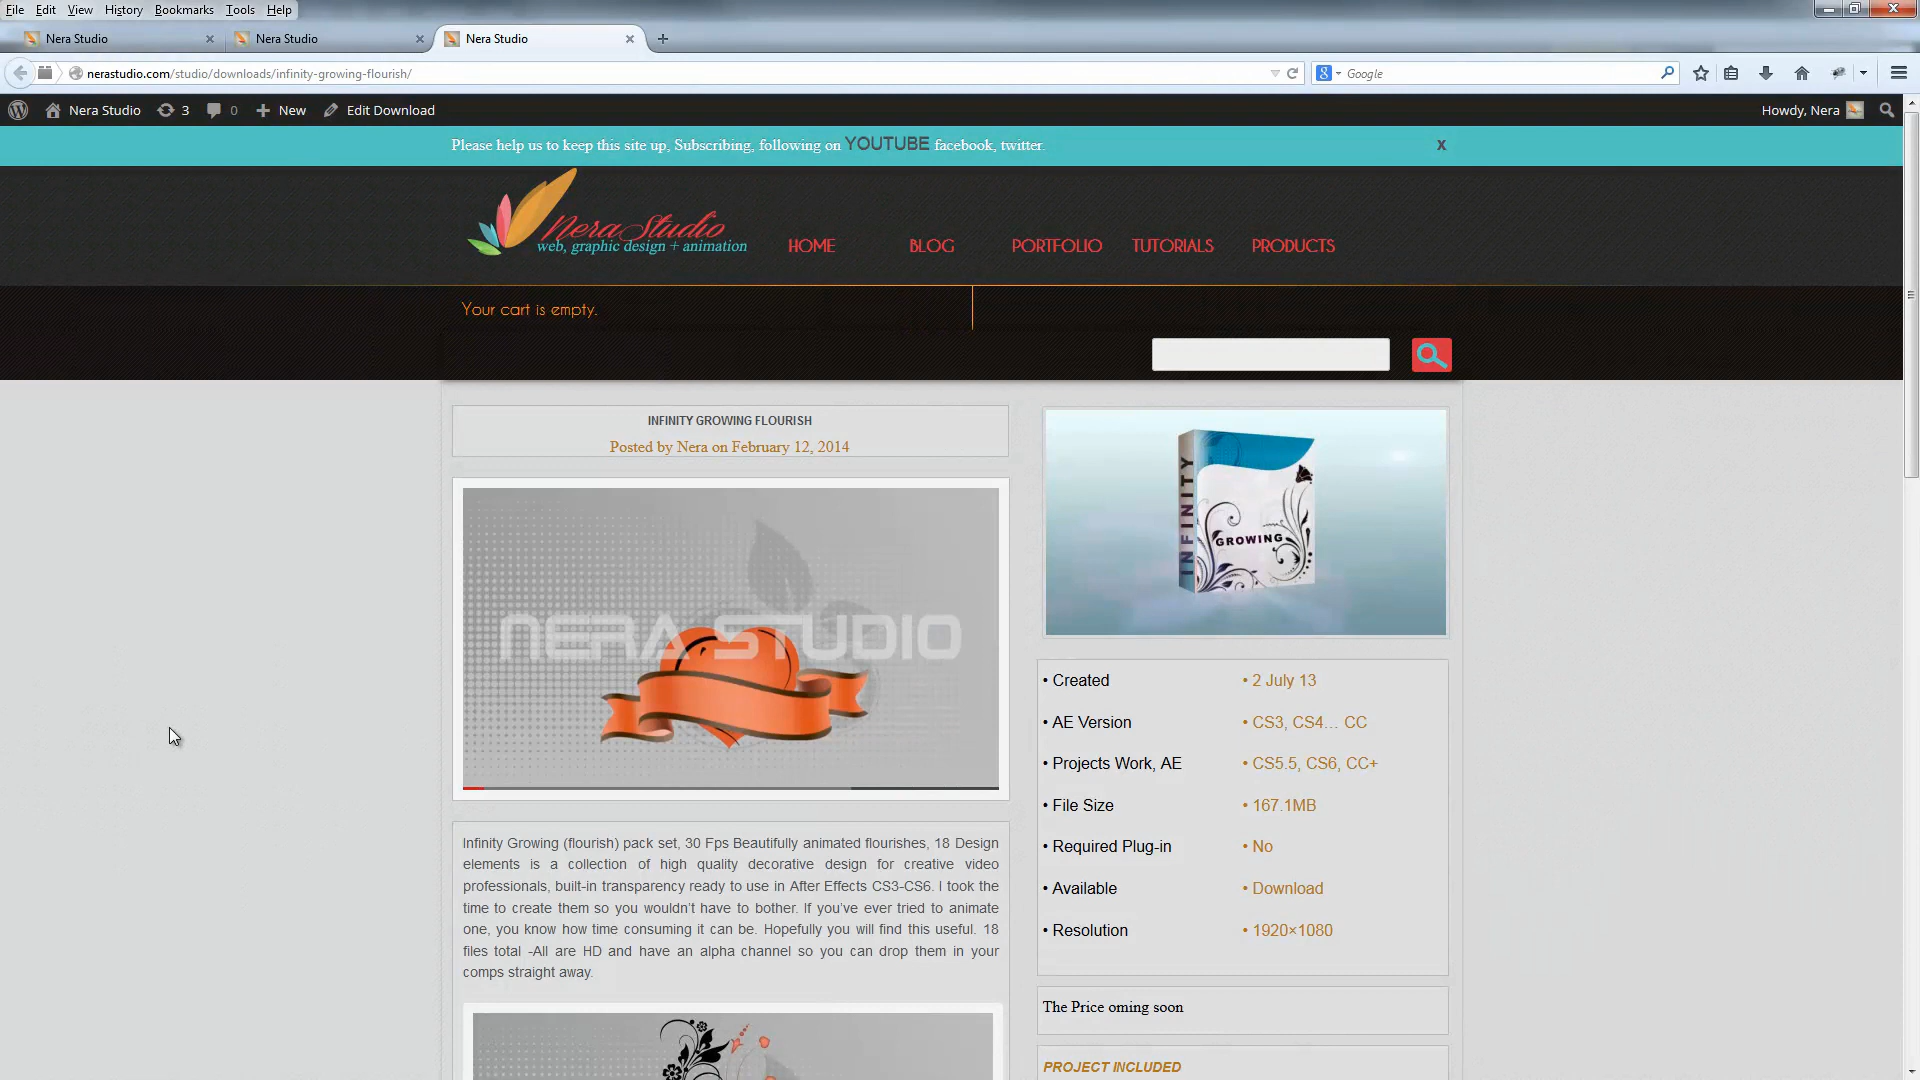 File Edit View History Bookmarks Tools Help
Nera Studio
Nera Studio
Nera Studio
nerastudio.com/studio/downloads/infinity-growing-flourish/
Google
Nera Studio 3 0 New Edit Download
Howdy, Nera
Please help us to keep this site up, Subscribing, following on YOUTUBE facebook, twitter.
X
Nera Studio
web, graphic design + animation
HOME BLOG PORTFOLIO TUTORIALS PRODUCTS
Your cart is empty.
INFINITY GROWING FLOURISH
Posted by Nera on February 12, 2014
NERA STUDIO
Infinity Growing (flourish) pack set, 30 Fps Beautifully animated flourishes, 18 Design
elements is a collection of high quality decorative design for creative video
professionals, built-in transparency ready to use in After Effects CS3-CS6. I took the
time to create them so you wouldn't have to bother. If you've ever tried to animate
one, you know how time consuming it can be. Hopefully you will find this useful. 18
files total -All are HD and have an alpha channel so you can drop them in your
comps straight away.
INFINITY
GROWING
• Created • 2 July 13
• AE Version • CS3, CS4… CC
• Projects Work, AE • CS5.5, CS6, CC+
• File Size • 167.1MB
• Required Plug-in • No
• Available • Download
• Resolution • 1920×1080
The Price coming soon
PROJECT INCLUDED